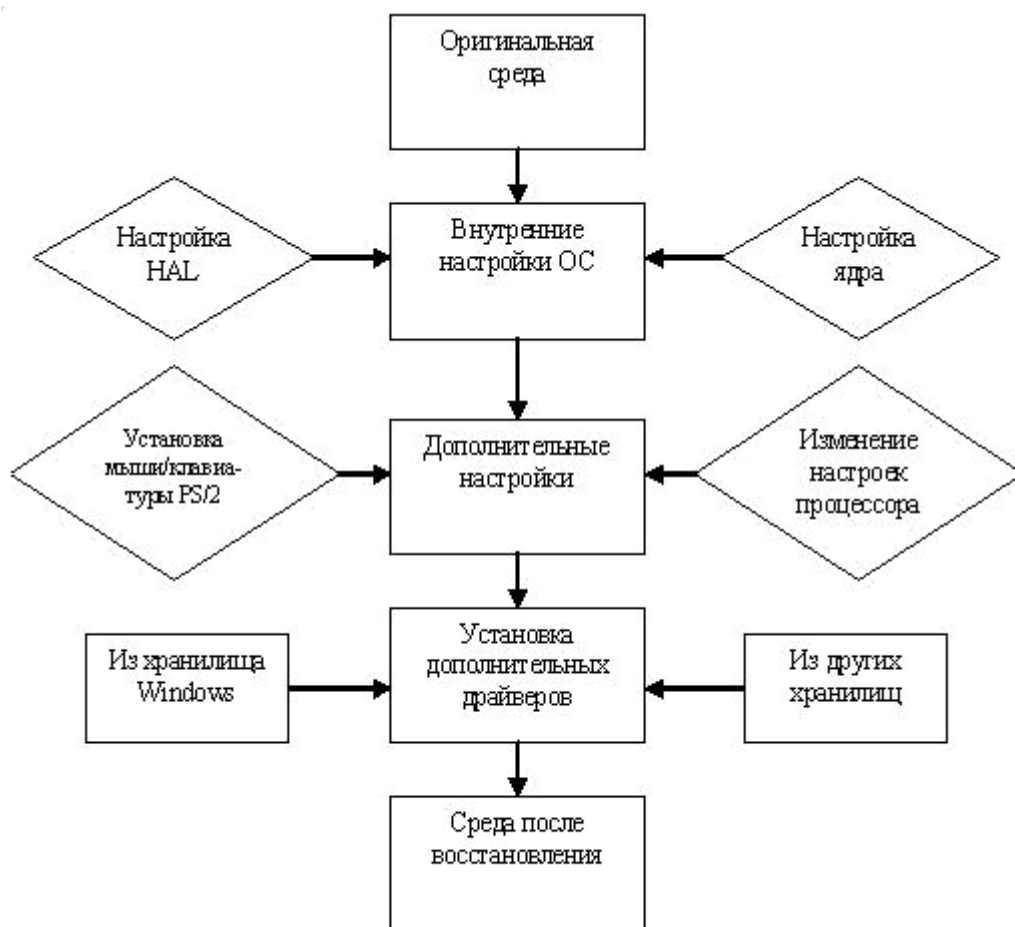 Оригинальная
среда
Настройка
HAL
Внутренние
настройки ОС
Настройка
ядра
Установка
мыши/клавиа-
туры PS/2
Дополнительные
настройки
Изменение
настроек
процессора
Из хранилища
Windows
Установка
дополнительных
драйверов
Из других
хранилищ
Среда после
восстановления